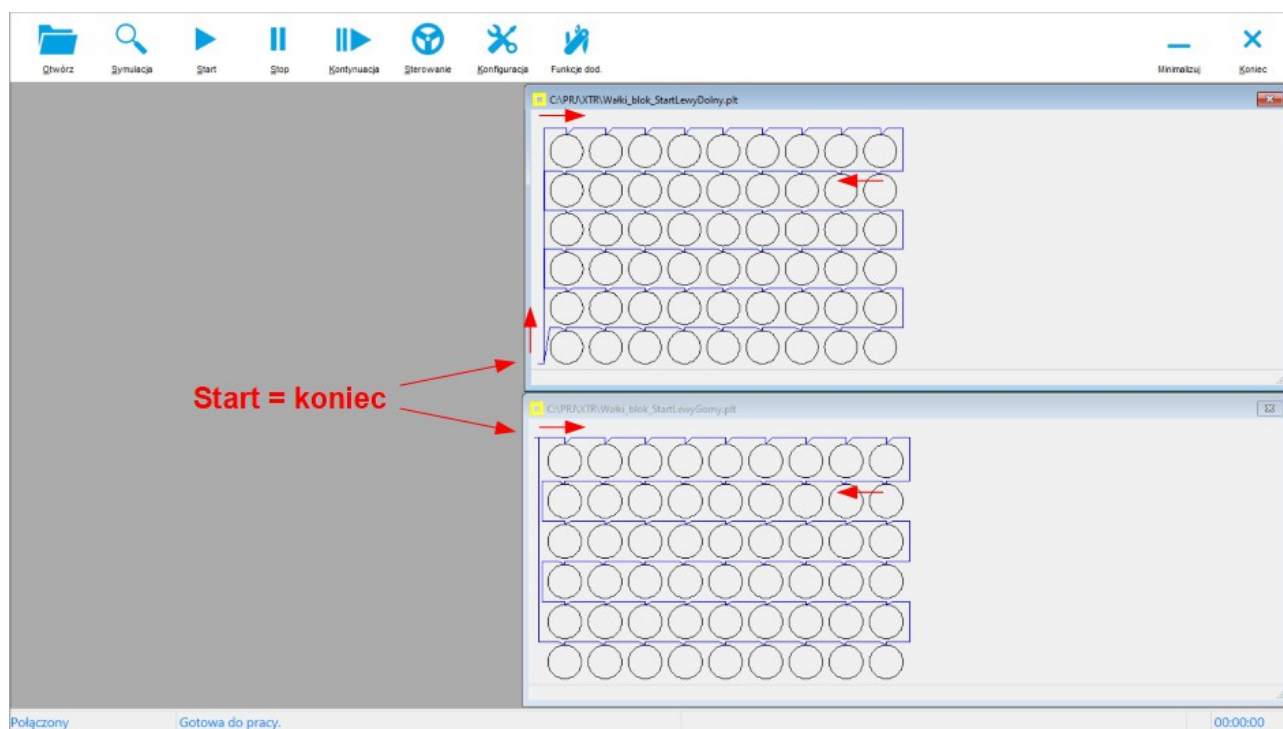 Otwórz
Symulacja
Start
Stop
Kontynuacja
Sterowanie
Konfiguracja
Funkcje dod.
Minimalizuj
Koniec
C:\PRJ\XTR\Wałki_blok_StartLewyDolny.plt
Start = koniec
C:\PRJ\XTR\Wałki_blok_StartLewyGorny.plt
Połączony
Gotowa do pracy.
00:00:00